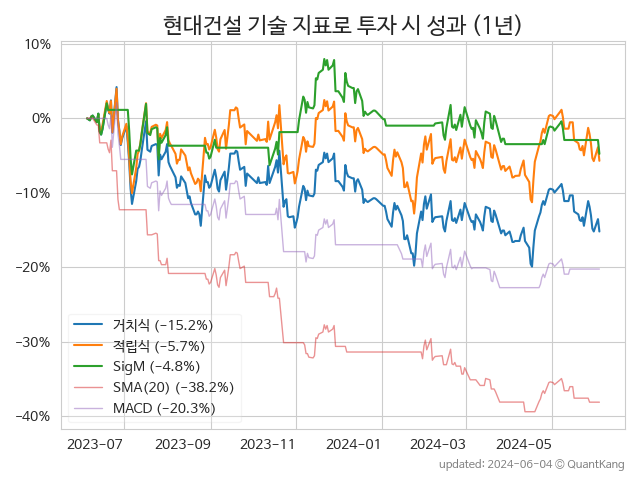 현대건설 기술 지표로 투자 시 성과 (1년)
10%
0%
−10%
−20%
−30%
−40%
거치식 (−15.2%)
적립식 (−5.7%)
SigM (−4.8%)
SMA(20) (−38.2%)
MACD (−20.3%)
2023−07
2023−09
2023−11
2024−01
2024−03
2024−05
updated: 2024-06-04 © QuantKang